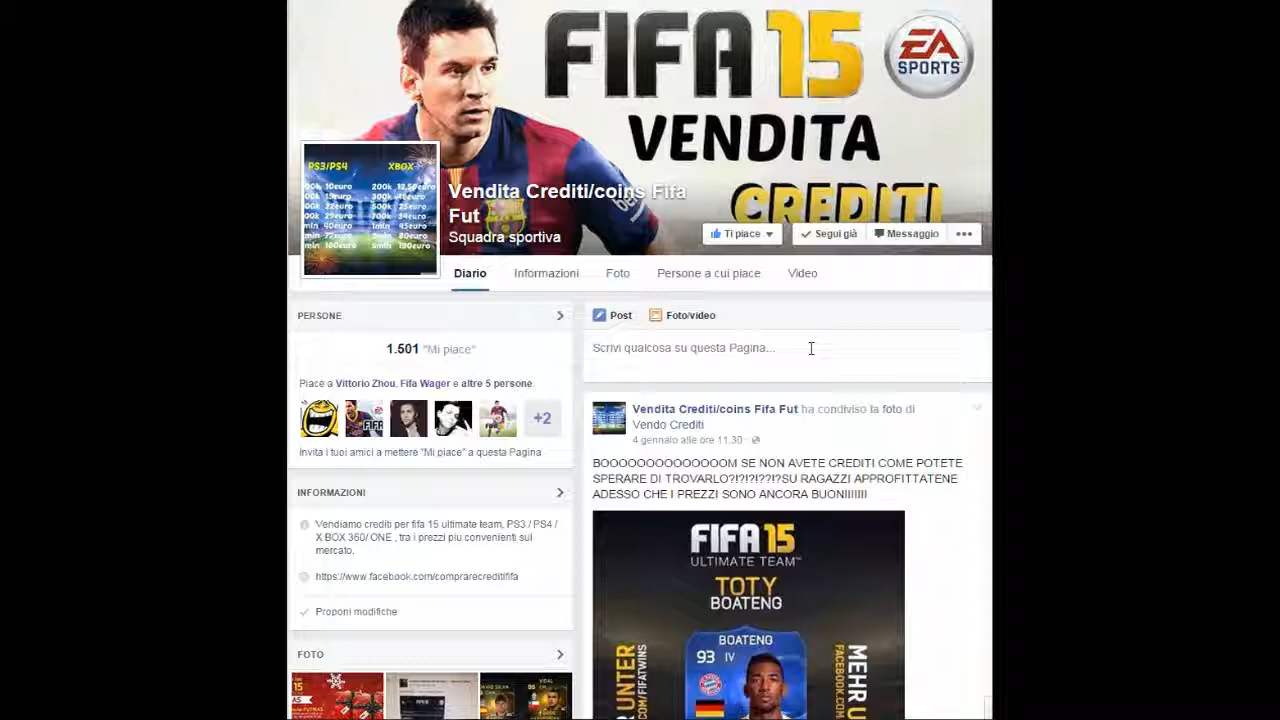 FIFA 15
EA
SPORTS
VENDITA
CREDITI
PS3/PS4 XBOX
Vendita Crediti/coins Fifa
Fut
Squadra sportiva
Ti piace
Segui già
Messaggio
Diario Informazioni Foto Persone a cui piace Video
PERSONE
1.501 "Mi piace"
Piace a Vittorio Zhou, Fifa Wager e altre 5 persone.
+2
Invita i tuoi amici a mettere "Mi piace" a questa Pagina
INFORMAZIONI
Vendiamo crediti per fifa 15 ultimate team, PS3 / PS4 /
X BOX 360/ ONE , tra i prezzi piu convenienti sul
mercato.
https://www.facebook.com/comprarecreditififa
Proponi modifiche
FOTO
Post Foto/video
Scrivi qualcosa su questa Pagina...
Vendita Crediti/coins Fifa Fut ha condiviso la foto di
Vendo Crediti
4 gennaio alle ore 11.30
BOOOOOOOOOOOOOM SE NON AVETE CREDITI COME POTETE
SPERARE DI TROVARLO?!?!?!??!?SU RAGAZZI APPROFITTATENE
ADESSO CHE I PREZZI SONO ANCORA BUONI!!!!!!
FIFA 15
ULTIMATE TEAM
TOTY
BOATENG
BOATENG
93 IV